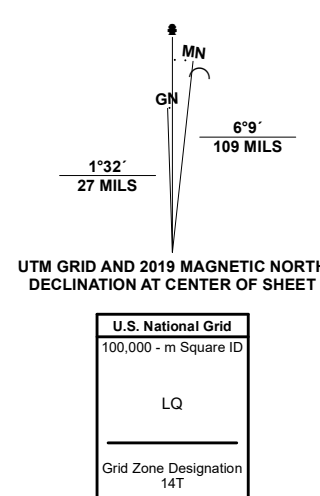 MN
GN
6°9´
109 MILS
1°32´
27 MILS
UTM GRID AND 2019 MAGNETIC NORTH
DECLINATION AT CENTER OF SHEET
U.S. National Grid
100,000 - m Square ID
LQ
Grid Zone Designation
14T